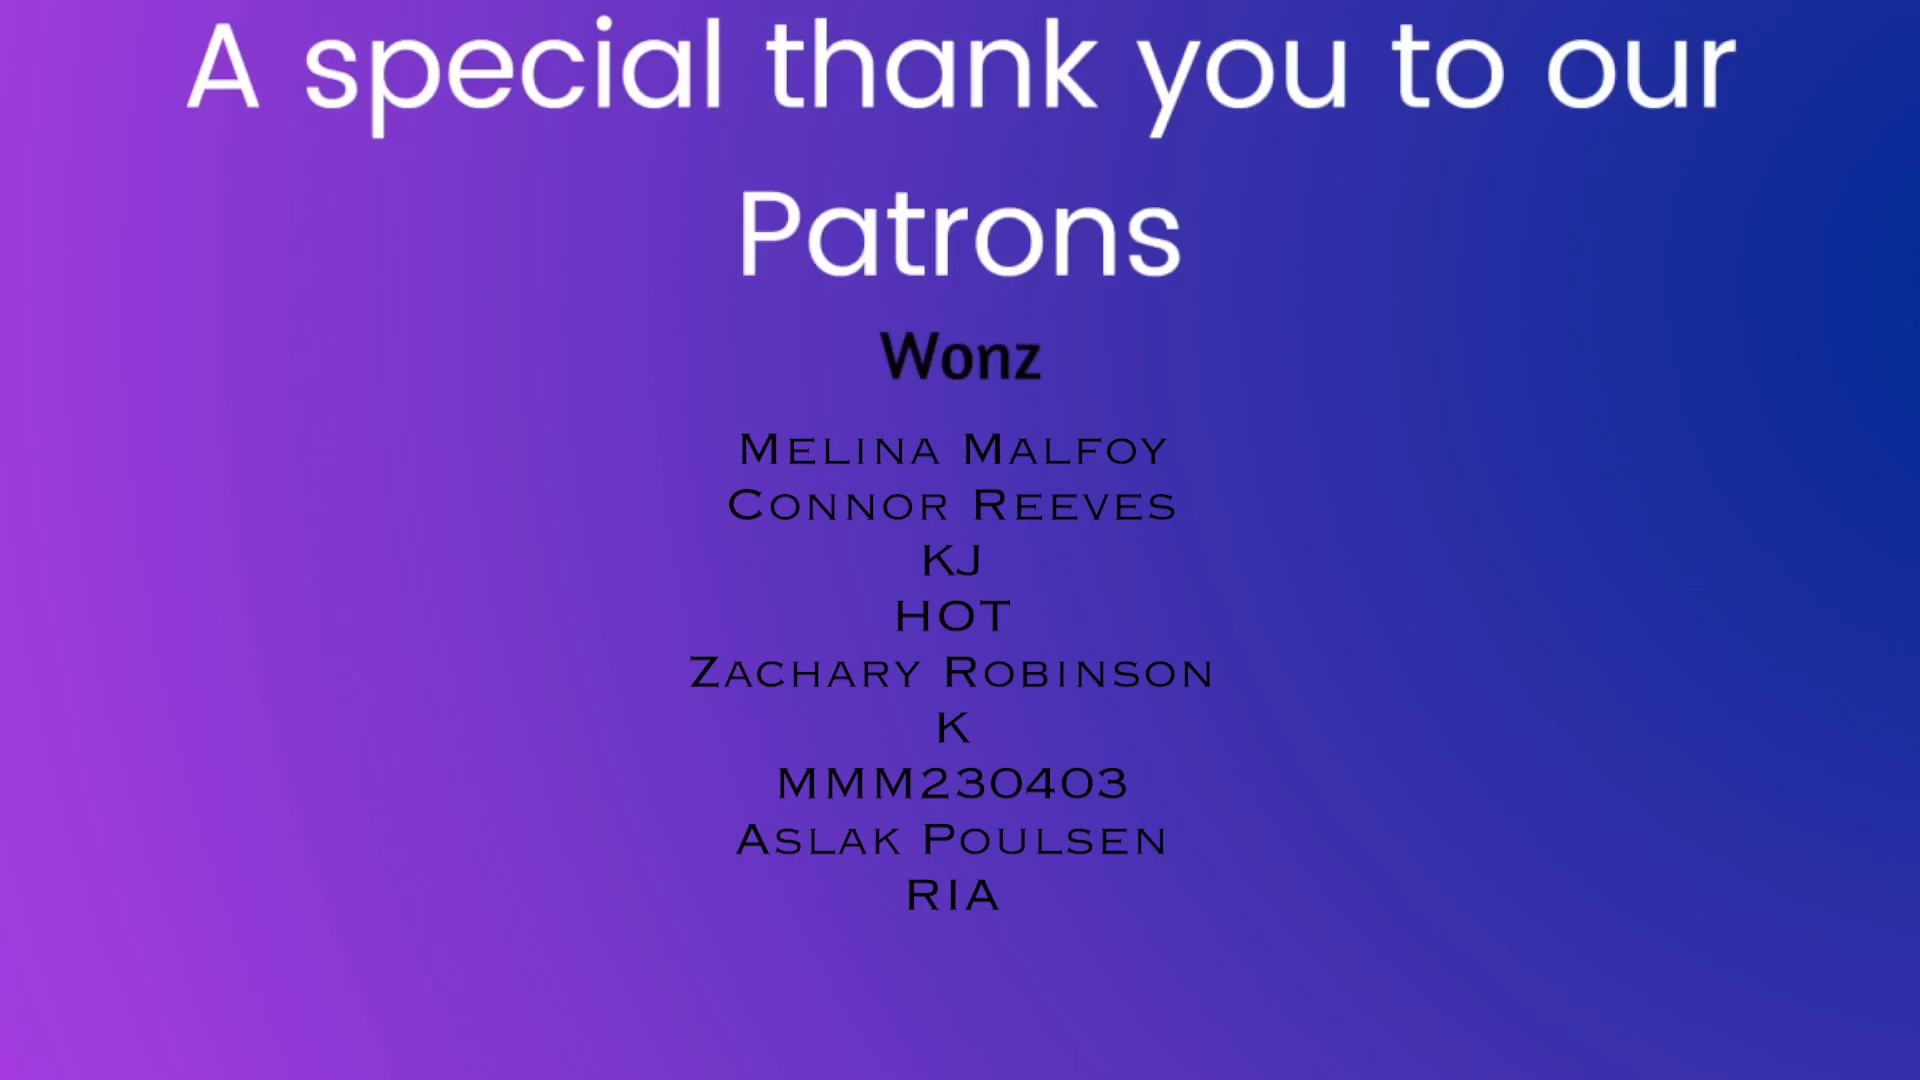 A special thank you to our
Patrons
Wonz
Melina Malfoy
Connor Reeves
KJ
HOT
Zachary Robinson
K
MMM230403
Aslak Poulsen
RIA